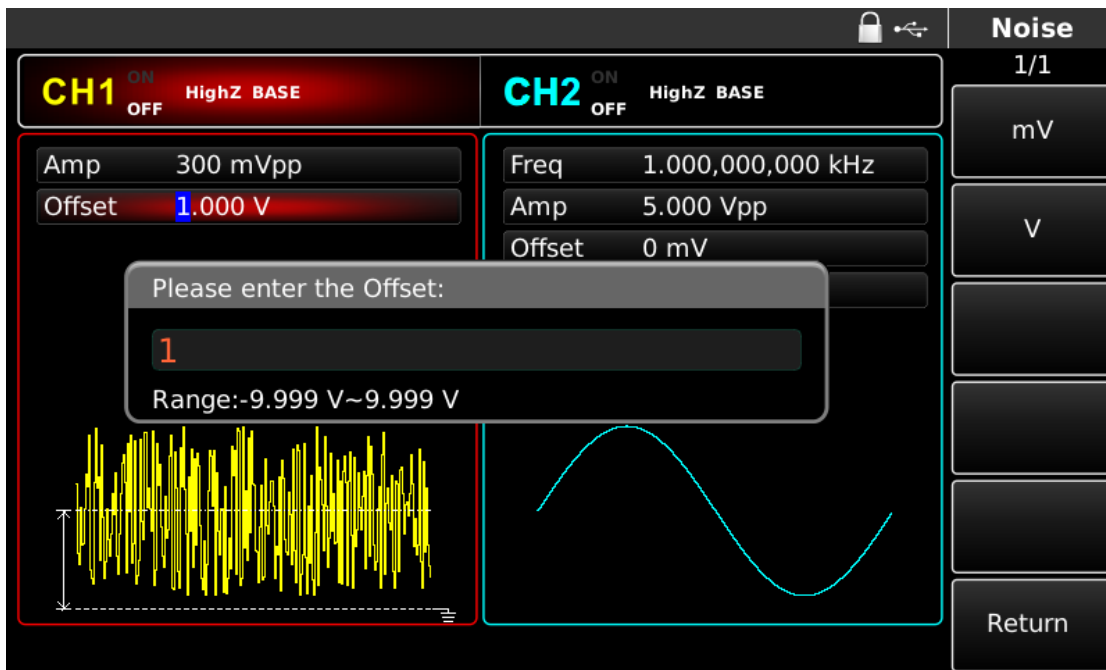 Noise
1/1
CH1 ON OFF HighZ BASE
CH2 ON OFF HighZ BASE
Amp 300 mVpp
Offset 1.000 V
Freq 1.000,000,000 kHz
Amp 5.000 Vpp
Offset 0 mV
Please enter the Offset:
1
Range:-9.999 V~9.999 V
mV
V
Return